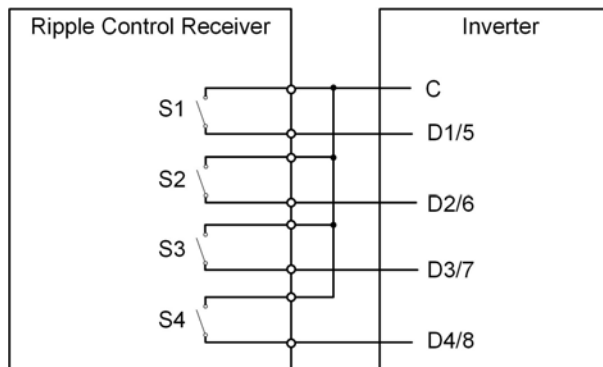 Ripple Control Receiver
Inverter
C
S1
D1/5
S2
D2/6
S3
D3/7
S4
D4/8